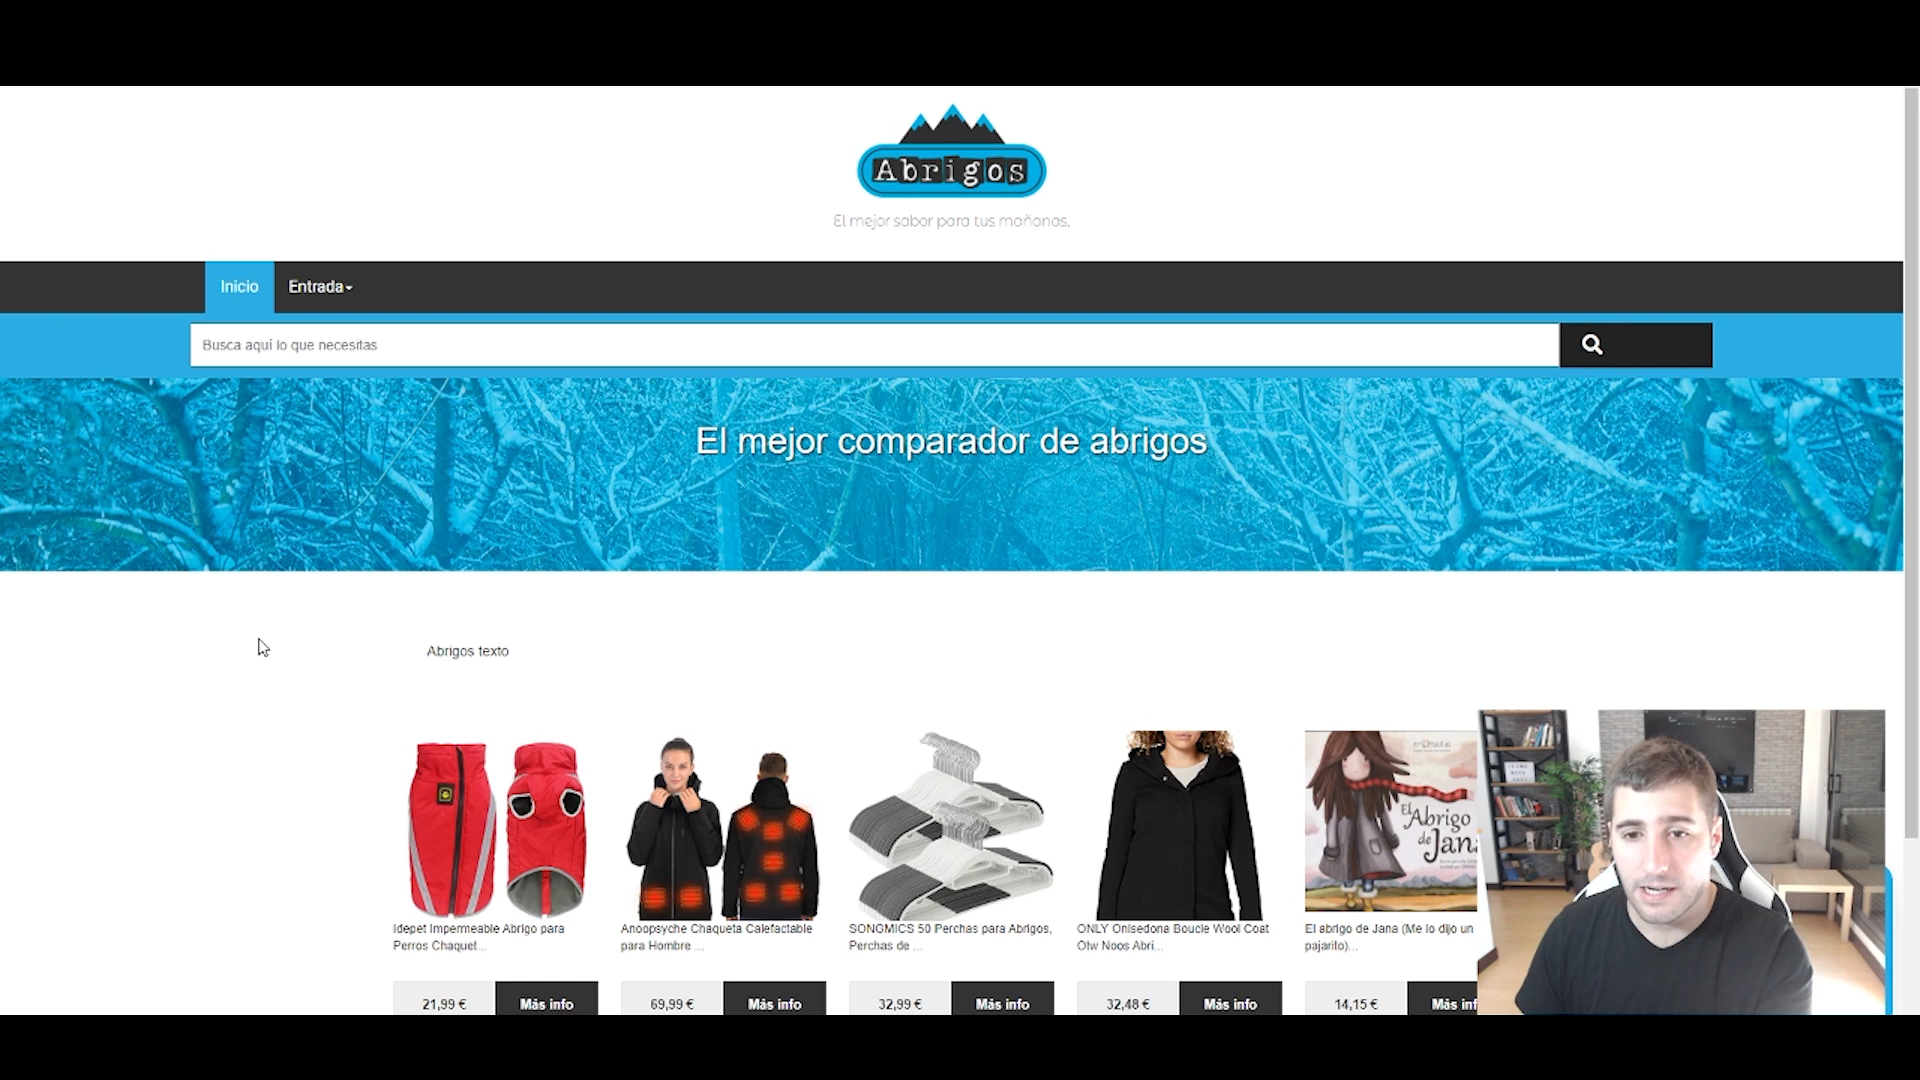 Abrigos
El mejor sabor para tus mañanas.
Inicio
Entrada
Busca aquí lo que necesitas
El mejor comparador de abrigos
Abrigos texto
El
Abrigo
de
Idepet Impermeable Abrigo para
Perros Chaquet...
Anoopsyche Chaqueta Calefactable
para Hombre ...
SONGMICS 50 Perchas para Abrigos,
Perchas de ...
ONLY Onlsedona Boucle Wool Coat
Otw Noos Abri...
El abrigo de Jana (Me lo dijo un
pajarito)...
21,99 €
Más info
69,99 €
Más info
32,99 €
Más info
32,48 €
Más info
14,15 €
Más inf